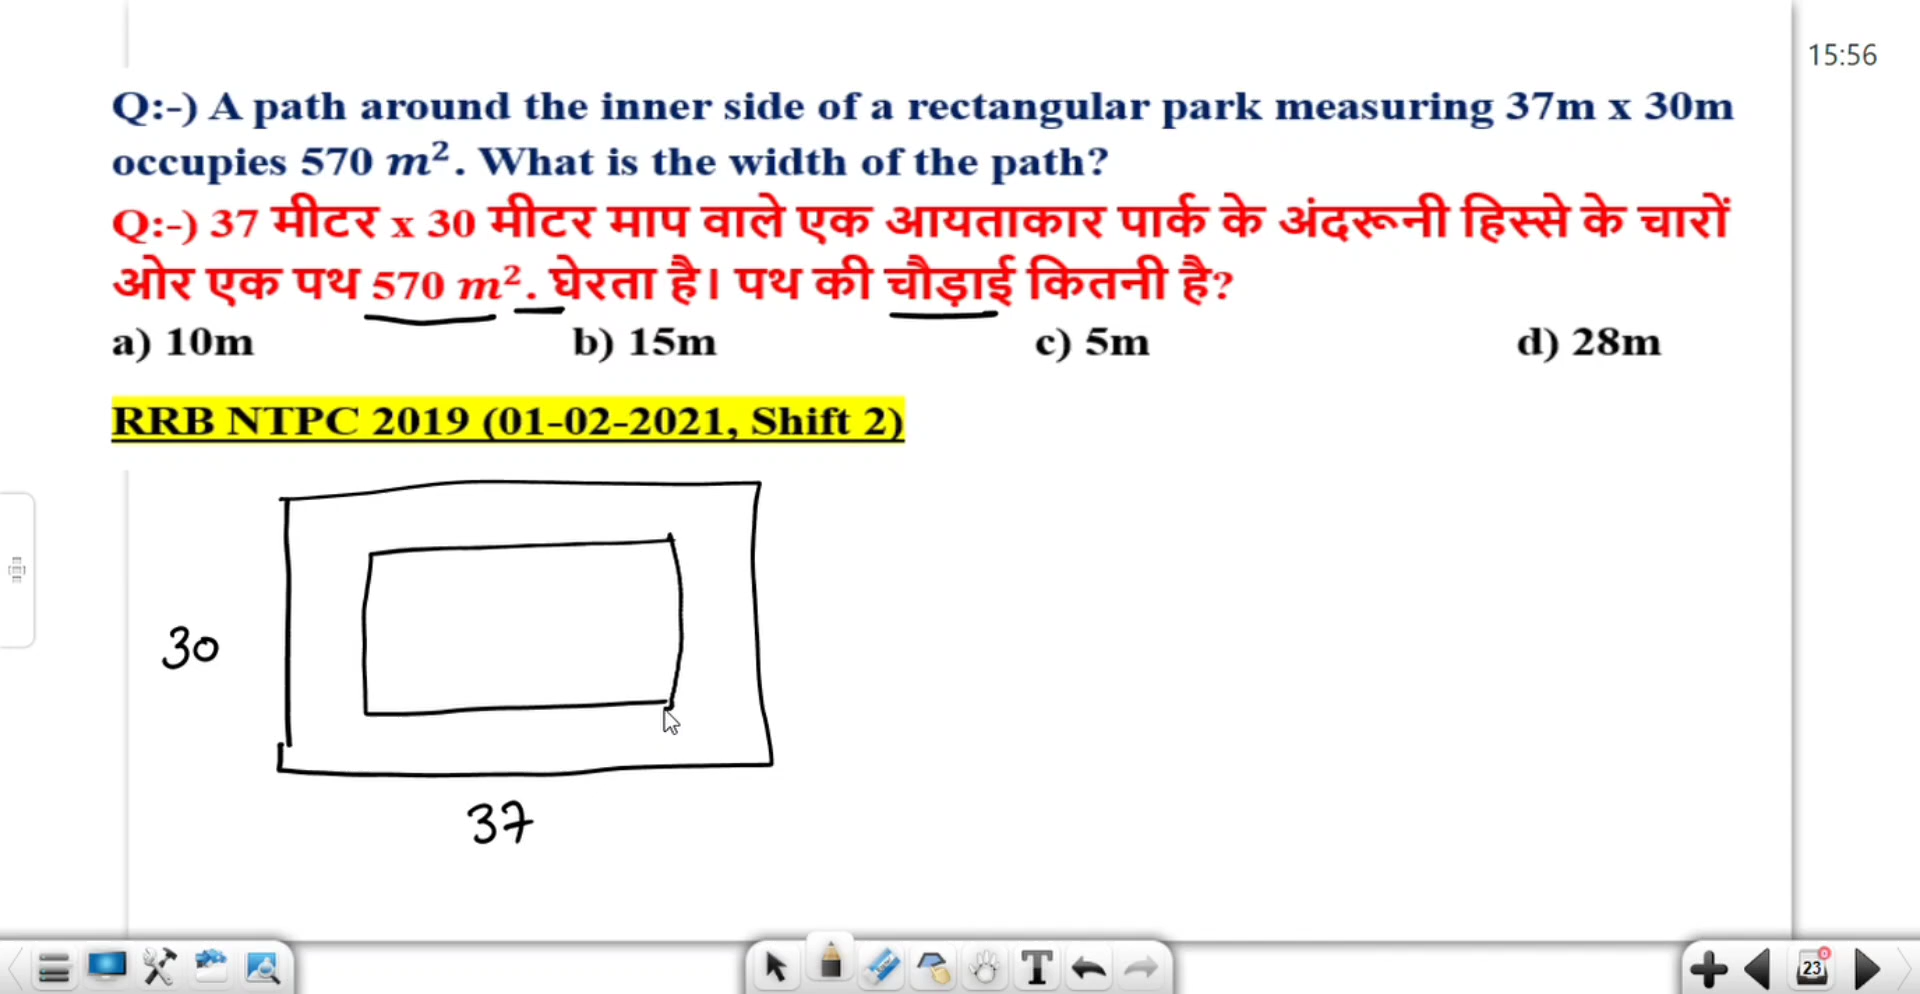 15:56
Q:-) A path around the inner side of a rectangular park measuring 37m x 30m
occupies 570 m². What is the width of the path?
Q:-) 37 मीटर x 30 मीटर माप वाले एक आयताकार पार्क के अंदरूनी हिस्से के चारों
ओर एक पथ 570 m². घेरता है। पथ की चौड़ाई कितनी है?
a) 10m b) 15m c) 5m d) 28m
RRB NTPC 2019 (01-02-2021, Shift 2)
30
37
T
23
0